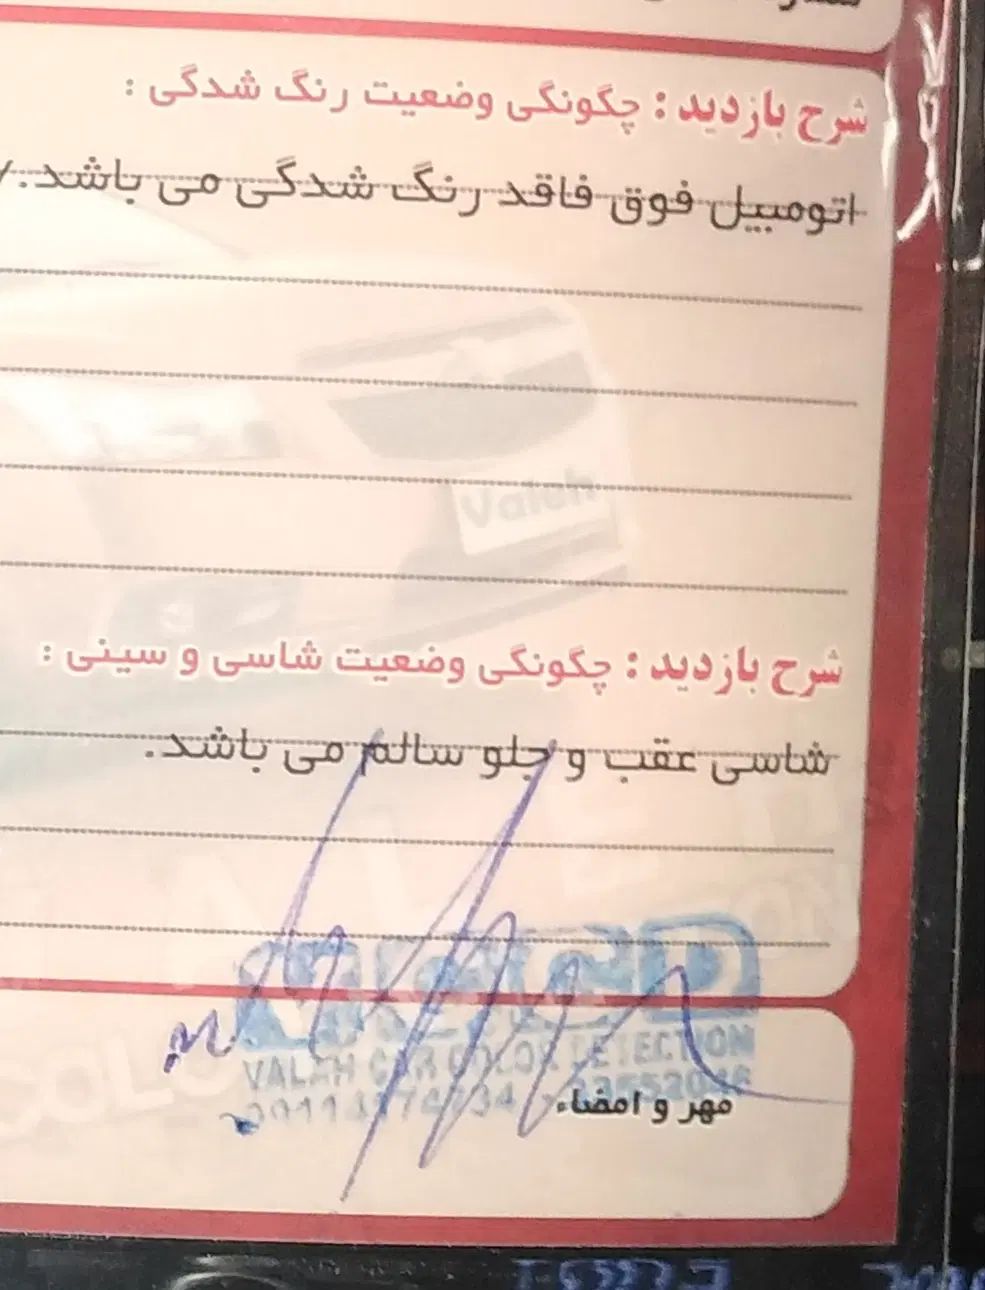 شرح بازدید : چگونگی وضعیت رنگ شدگی :
اتومبیل فوق فاقد رنگ شدگی می باشد./
Valah
شرح بازدید : چگونگی وضعیت شاسی و سینی :
شاسی عقب و جلو سالم می باشد.
VALAH CAR COLOR DETECTION
مهر و امضاء